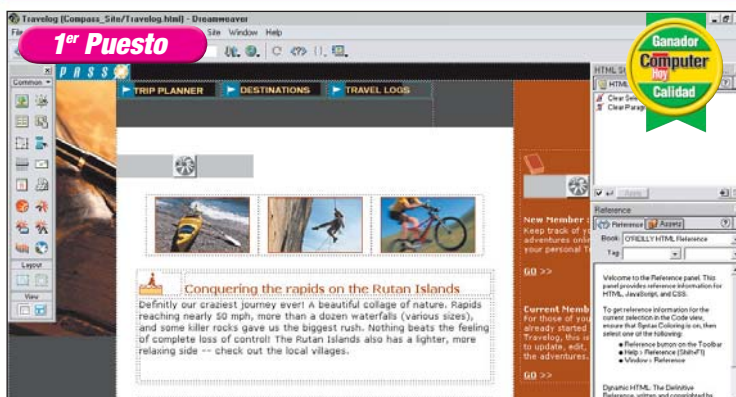 Travelog (Compass_Site/Travelog.html) - Dreamweaver
Site Window Help
1er Puesto
Ganador
Computer
Hoy
Calidad
Common
PASS
TRIP PLANNER
DESTINATIONS
TRAVEL LOGS
HTML
Clear
Clear
Apply
Reference
Reference Assets
Book: O'REILLY HTML Reference
Tag:
Layout
View
New Member
Keep track of
adventures
your personal
GO >>
Conquering the rapids on the Rutan Islands
Definitly our craziest journey ever! A beautiful collage of nature. Rapids
reaching nearly 50 mph, more than a dozen waterfalls (various sizes),
and some killer rocks gave us the biggest rush. Nothing beats the feeling
of complete loss of control! The Rutan Islands also has a lighter, more
relaxing side -- check out the local villages.
Current Memb
For those of you
already started
Travelog, this is
to update, edit,
the adventures.
GO >>
Welcome to the Reference panel. This
panel provides reference information for
HTML, JavaScript, and CSS.
To get reference information for the
current selection in the Code view,
ensure that Syntax Coloring is on, then
select one of the following:
Reference button on the Toolbar
Help > Reference (Shift+F1)
Window > Reference
Dynamic HTML: The Definitive
Reference, written and copyrighted by